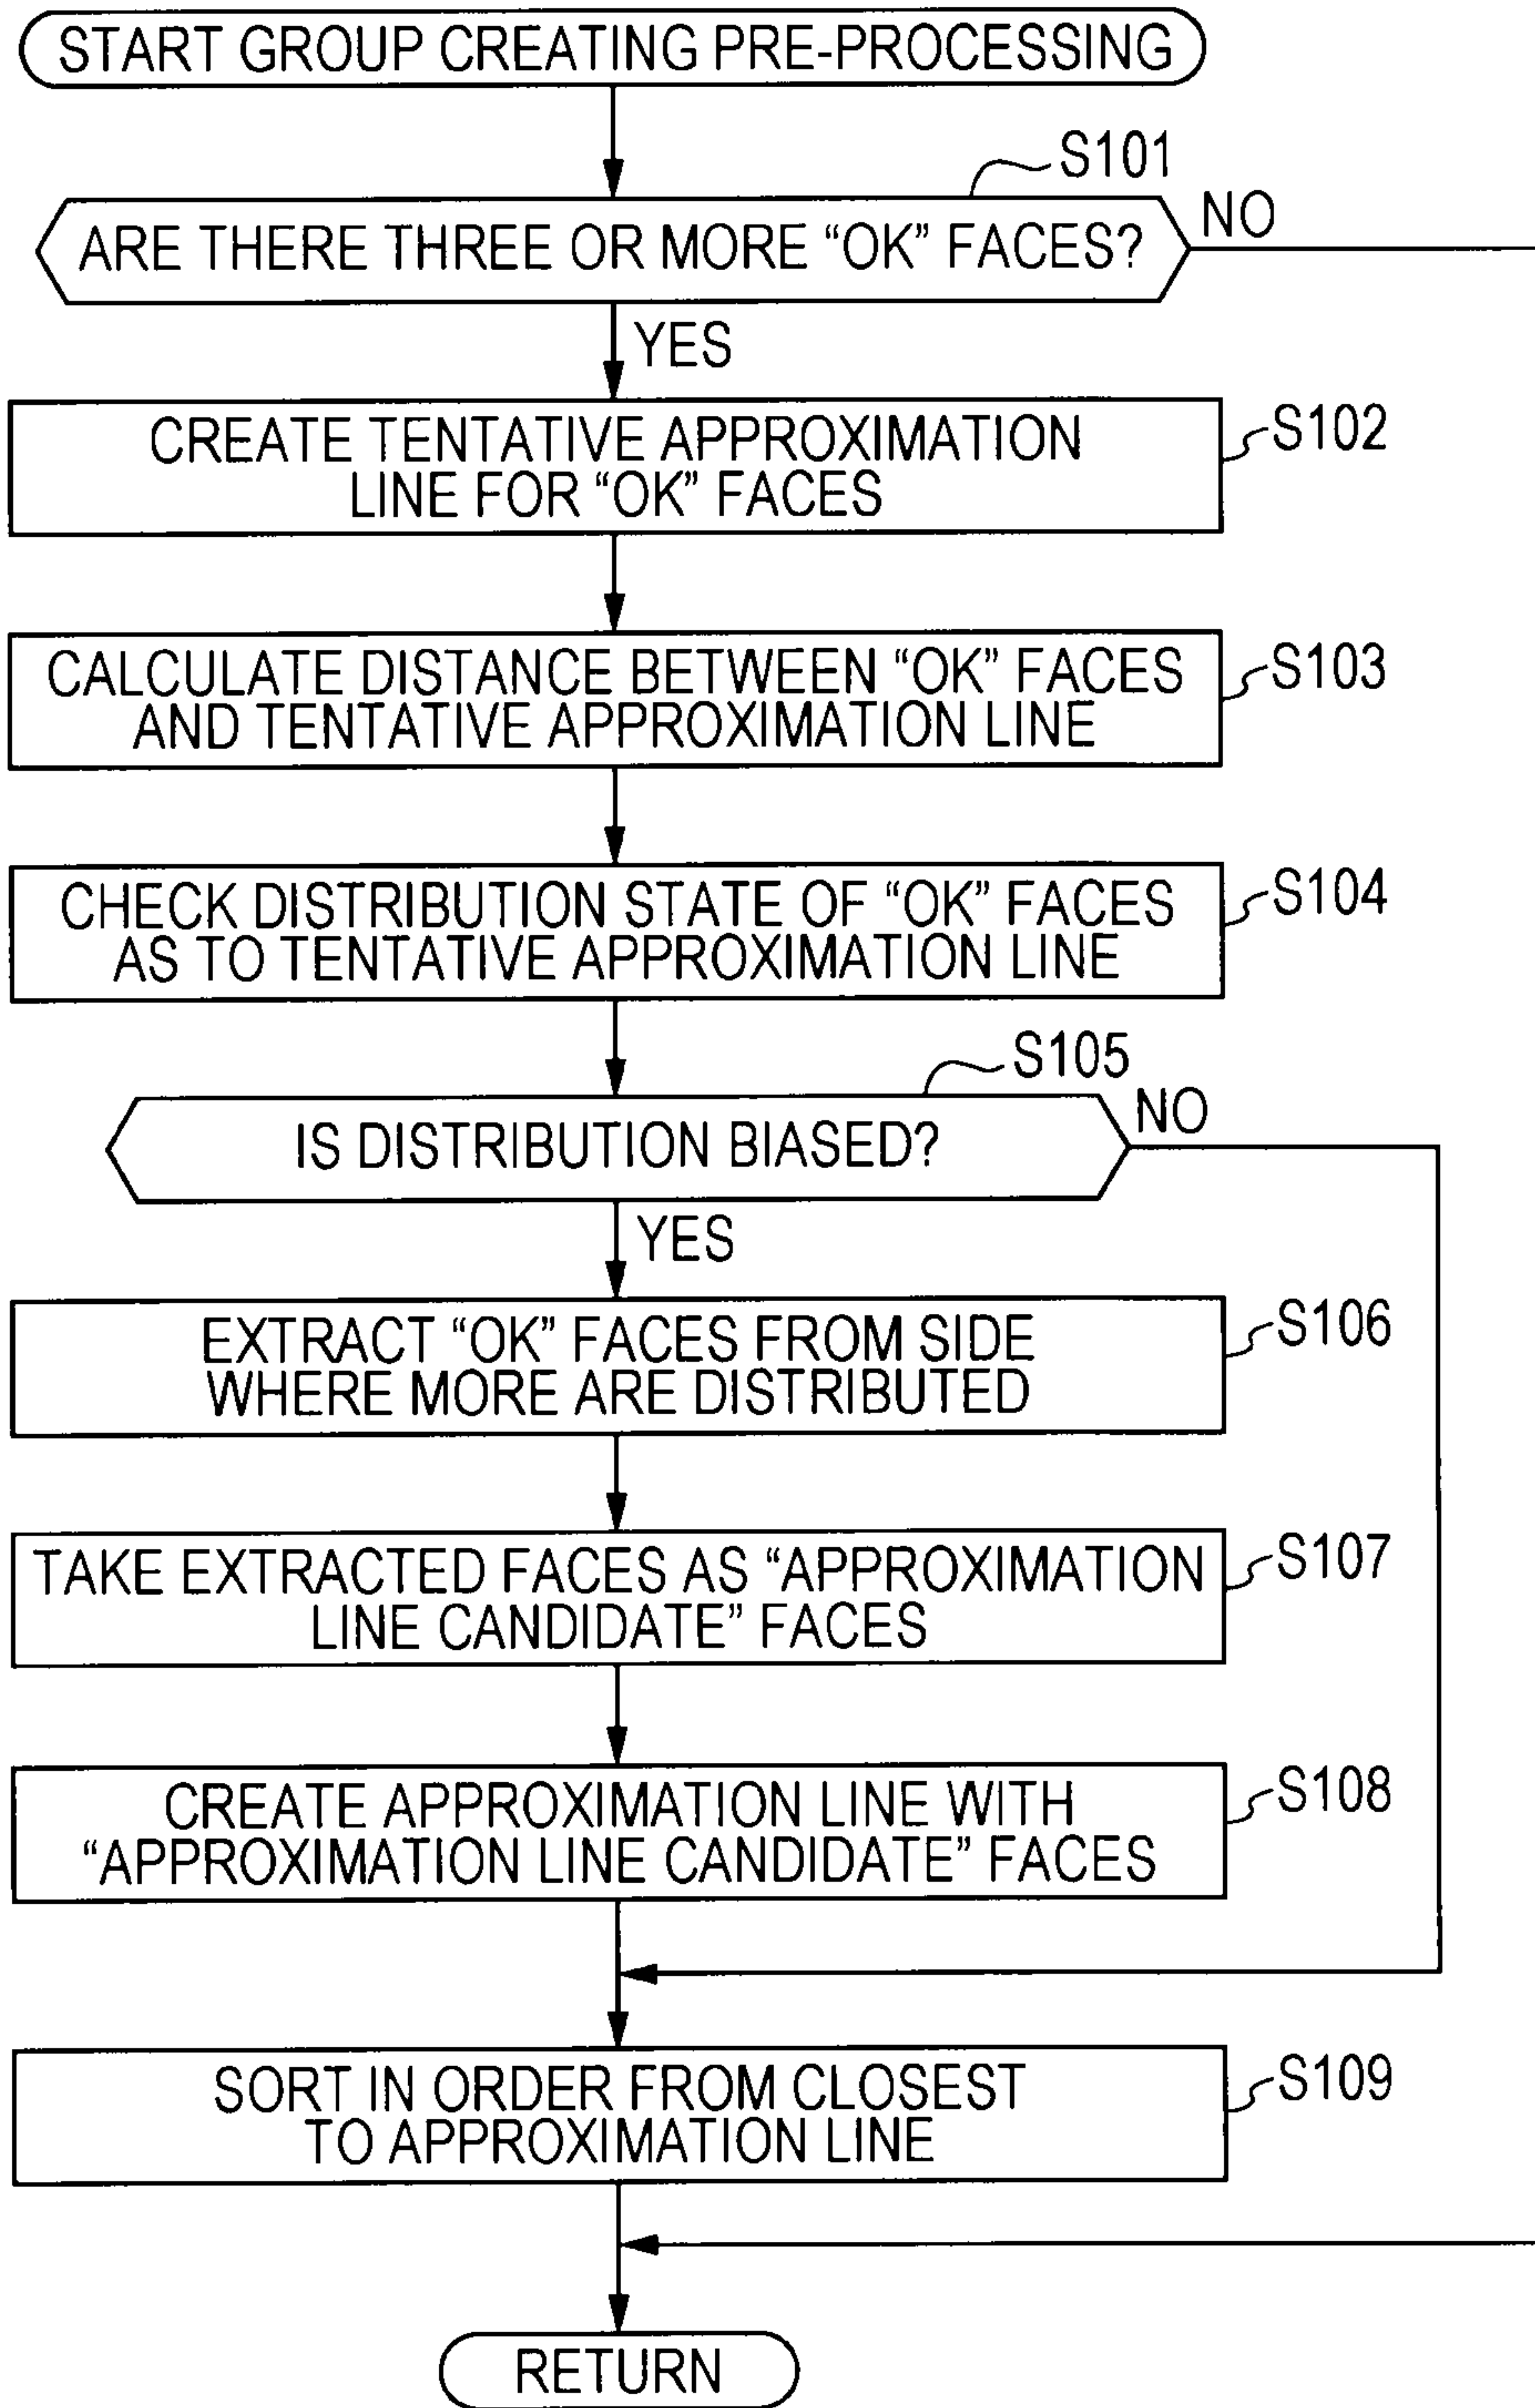 START GROUP CREATING PRE-PROCESSING
S101
ARE THERE THREE OR MORE “OK” FACES?
NO
YES
CREATE TENTATIVE APPROXIMATION
LINE FOR “OK” FACES
S102
CALCULATE DISTANCE BETWEEN “OK” FACES
AND TENTATIVE APPROXIMATION LINE
S103
CHECK DISTRIBUTION STATE OF “OK” FACES
AS TO TENTATIVE APPROXIMATION LINE
S104
S105
IS DISTRIBUTION BIASED?
NO
YES
EXTRACT “OK” FACES FROM SIDE
WHERE MORE ARE DISTRIBUTED
S106
TAKE EXTRACTED FACES AS “APPROXIMATION
LINE CANDIDATE” FACES
S107
CREATE APPROXIMATION LINE WITH
“APPROXIMATION LINE CANDIDATE” FACES
S108
SORT IN ORDER FROM CLOSEST
TO APPROXIMATION LINE
S109
RETURN